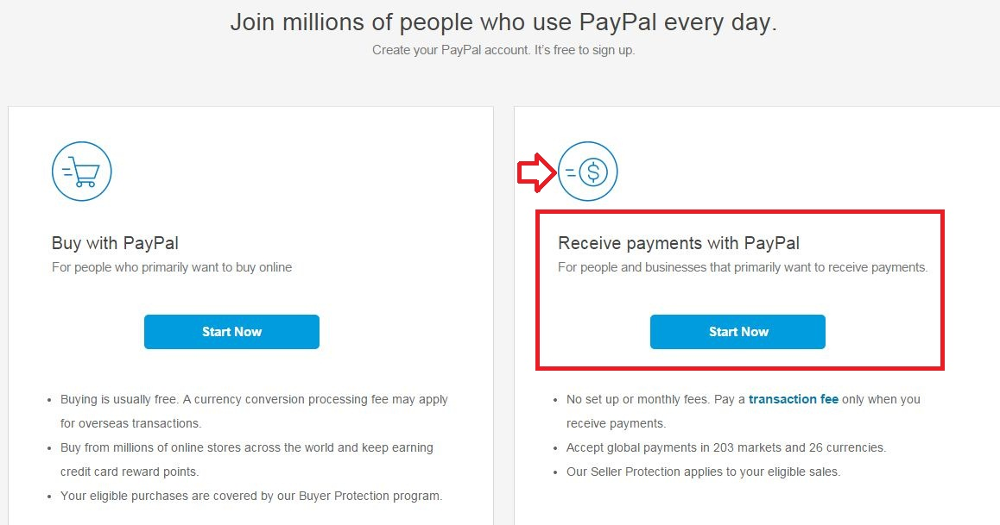 Join millions of people who use PayPal every day.
Create your PayPal account. It's free to sign up.
Buy with PayPal
For people who primarily want to buy online
Start Now
• Buying is usually free. A currency conversion processing fee may apply
for overseas transactions.
• Buy from millions of online stores across the world and keep earning
credit card reward points.
• Your eligible purchases are covered by our Buyer Protection program.
$
Receive payments with PayPal
For people and businesses that primarily want to receive payments.
Start Now
• No set up or monthly fees. Pay a transaction fee only when you
receive payments.
• Accept global payments in 203 markets and 26 currencies.
• Our Seller Protection applies to your eligible sales.